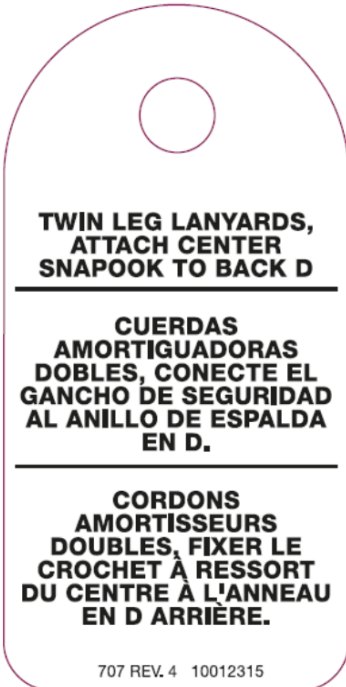 TWIN LEG LANYARDS,
ATTACH CENTER
SNAPOOK TO BACK D
CUERDAS
AMORTIGUADORAS
DOBLES, CONECTE EL
GANCHO DE SEGURIDAD
AL ANILLO DE ESPALDA
EN D.
CORDONS
AMORTISSEURS
DOUBLES, FIXER LE
CROCHET À RESSORT
DU CENTRE À L'ANNEAU
EN D ARRIÈRE.
707 REV. 4 10012315